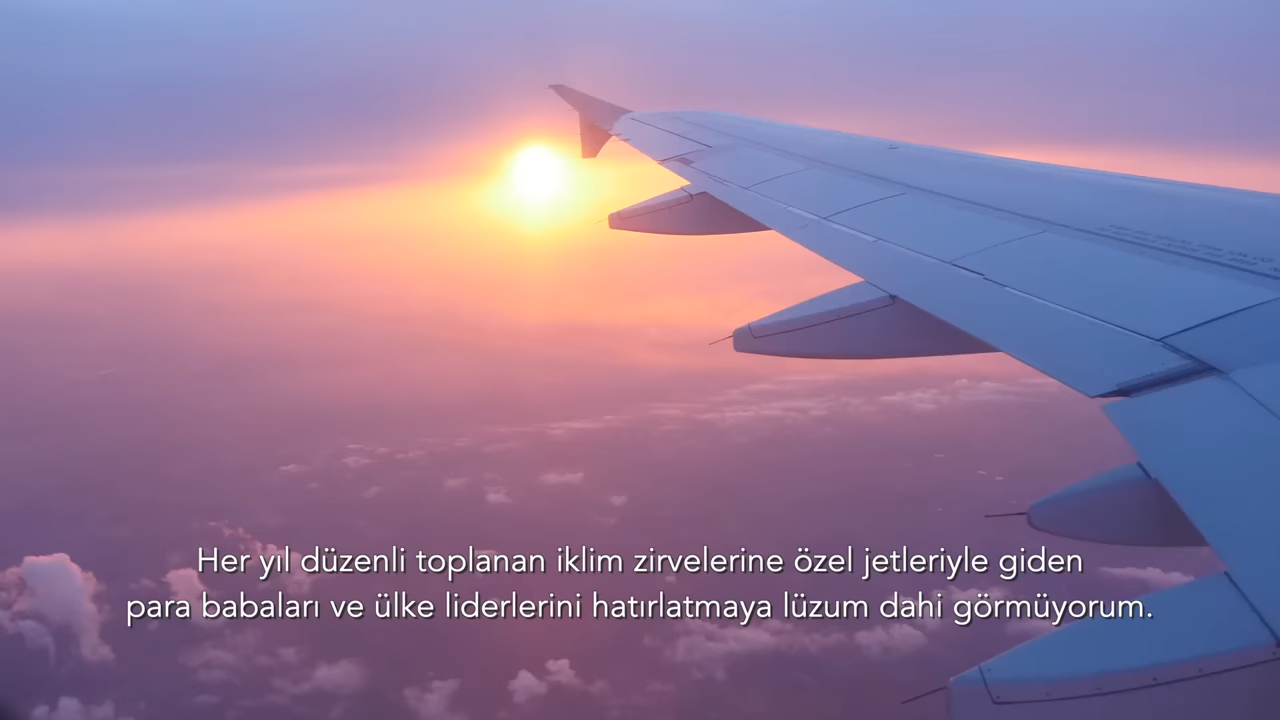 Her yıl düzenli toplanan iklim zirvelerine özel jetleriyle giden
para babaları ve ülke liderlerini hatırlatmaya lüzum dahi görmüyorum.